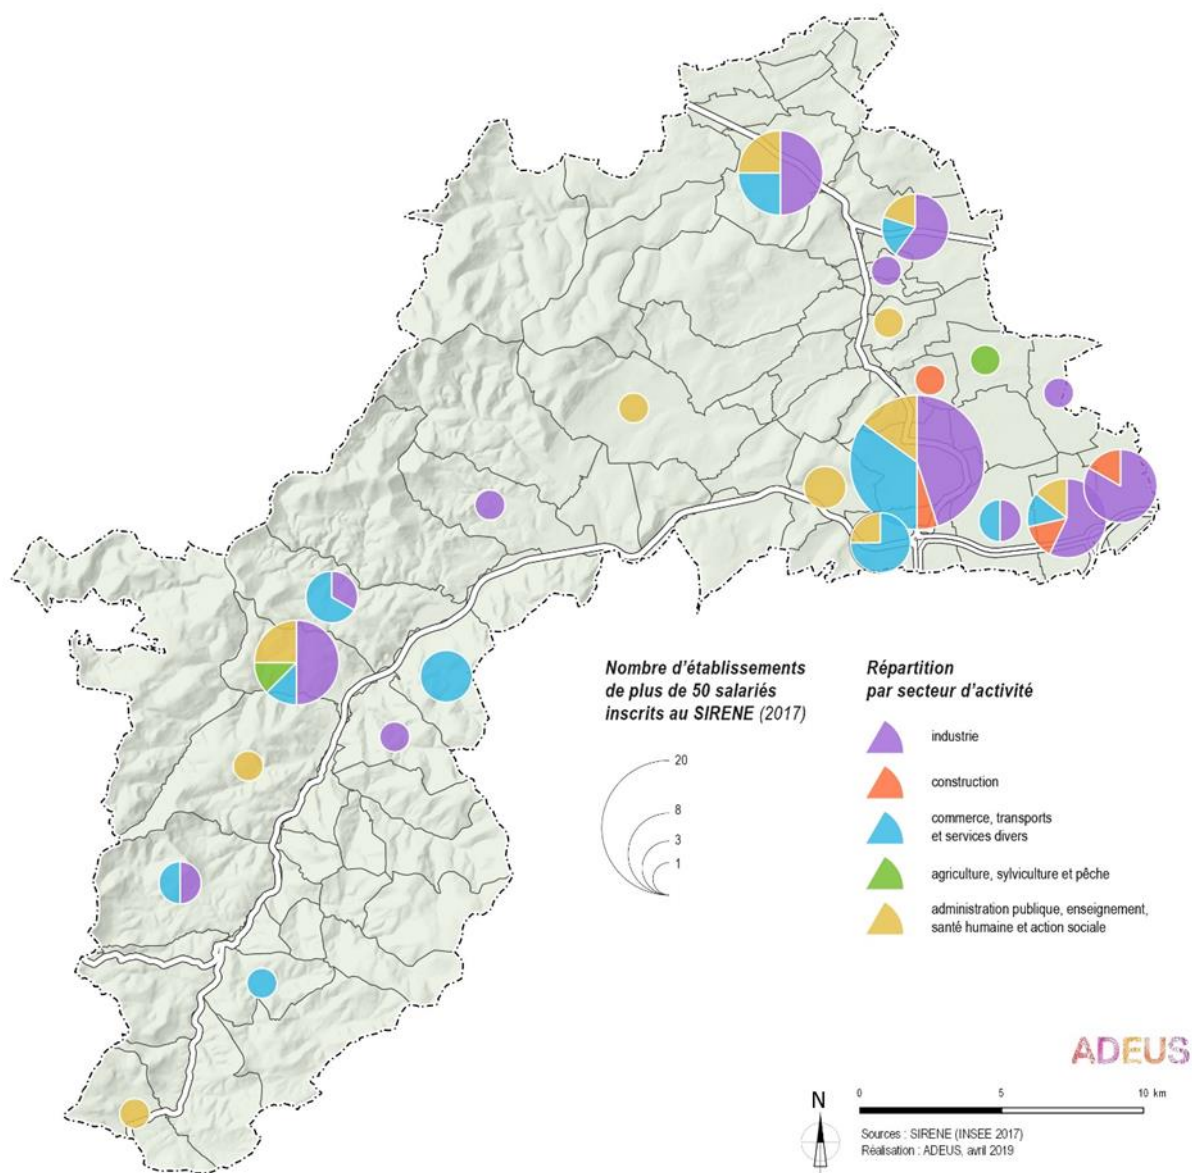 Nombre d'établissements
de plus de 50 salariés
inscrits au SIRENE (2017)
20
8
3
1
Répartition
par secteur d'activité
industrie
construction
commerce, transports
et services divers
agriculture, sylviculture et pêche
administration publique, enseignement,
santé humaine et action sociale
ADEUS
N
0 5 10 km
Sources : SIRENE (INSEE 2017)
Réalisation : ADEUS, avril 2019